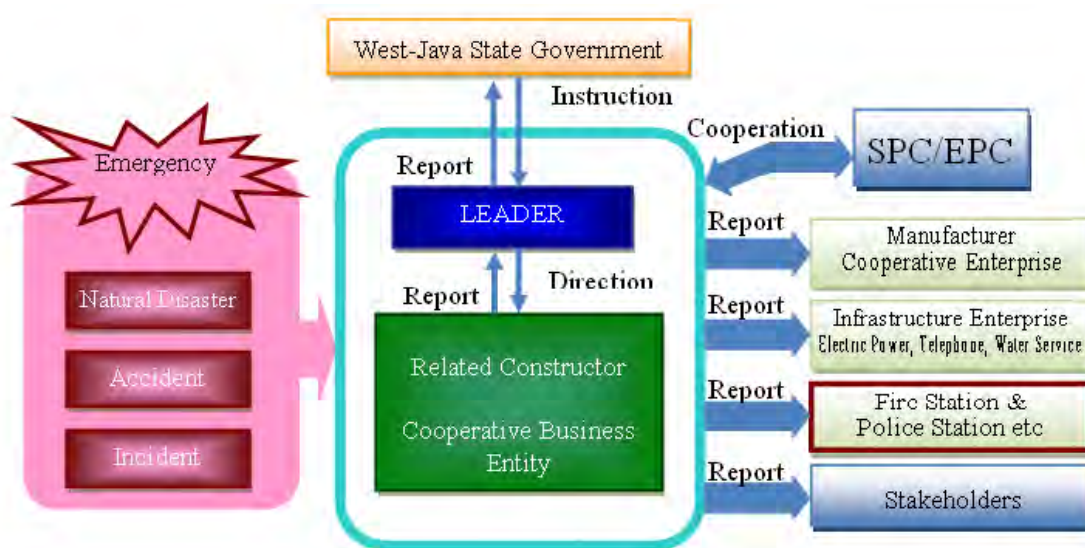 West-Java State Government
Instruction
Report
Emergency
Natural Disaster
Accident
Incident
LEADER
Report
Direction
Related Constructor
Cooperative Business
Entity
Cooperation
SPC/EPC
Report
Manufacturer
Cooperative Enterprise
Report
Infrastructure Enterprise
Electric Power, Telephone, Water Service
Report
Fire Station &
Police Station etc
Report
Stakeholders